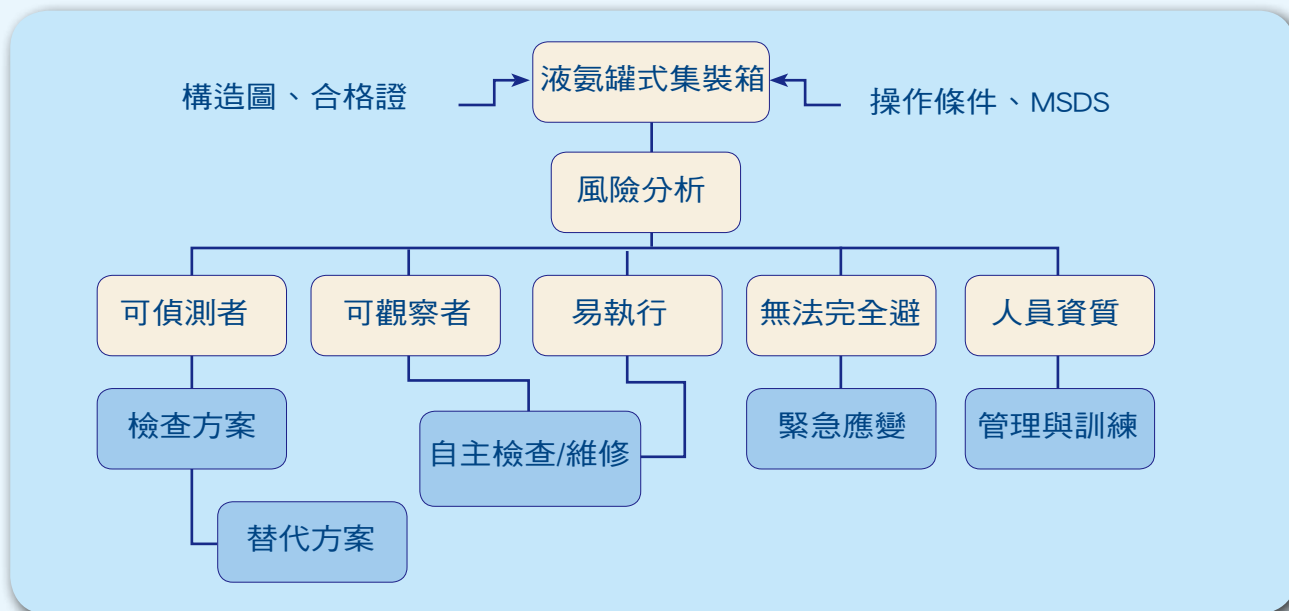 液氨罐式集裝箱
構造圖、合格證
操作條件、MSDS
風險分析
可偵測者
可觀察者
易執行
無法完全避
人員資質
檢查方案
自主檢查/維修
緊急應變
管理與訓練
替代方案